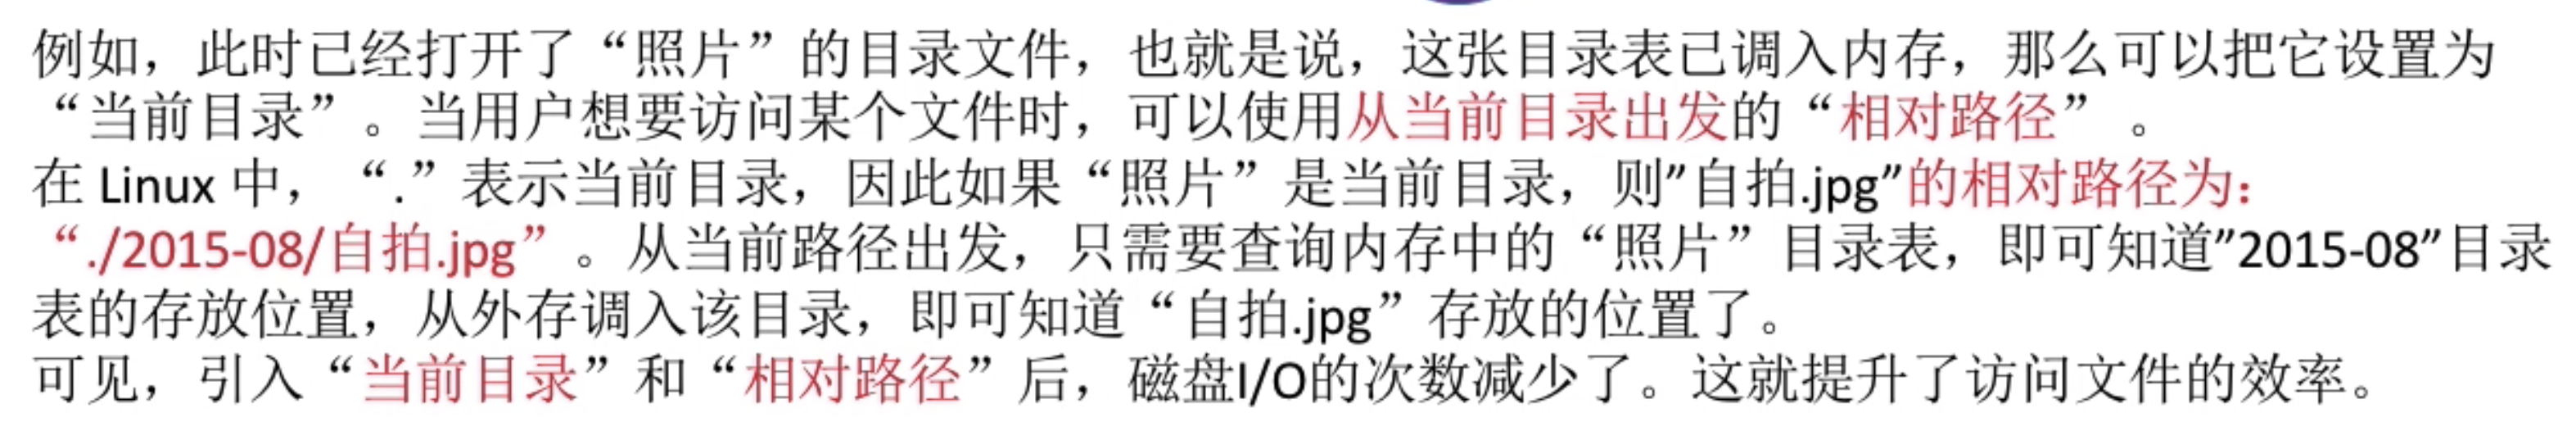 例如，此时已经打开了“照片”的目录文件，也就是说，这张目录表已调入内存，那么可以把它设置为
“当前目录”。当用户想要访问某个文件时，可以使用从当前目录出发的“相对路径”。
在 Linux 中，“.”表示当前目录，因此如果“照片”是当前目录，则”自拍.jpg”的相对路径为：
“./2015-08/自拍.jpg”。从当前路径出发，只需要查询内存中的“照片”目录表，即可知道”2015-08”目录
表的存放位置，从外存调入该目录，即可知道“自拍.jpg”存放的位置了。
可见，引入“当前目录”和“相对路径”后，磁盘I/O的次数减少了。这就提升了访问文件的效率。